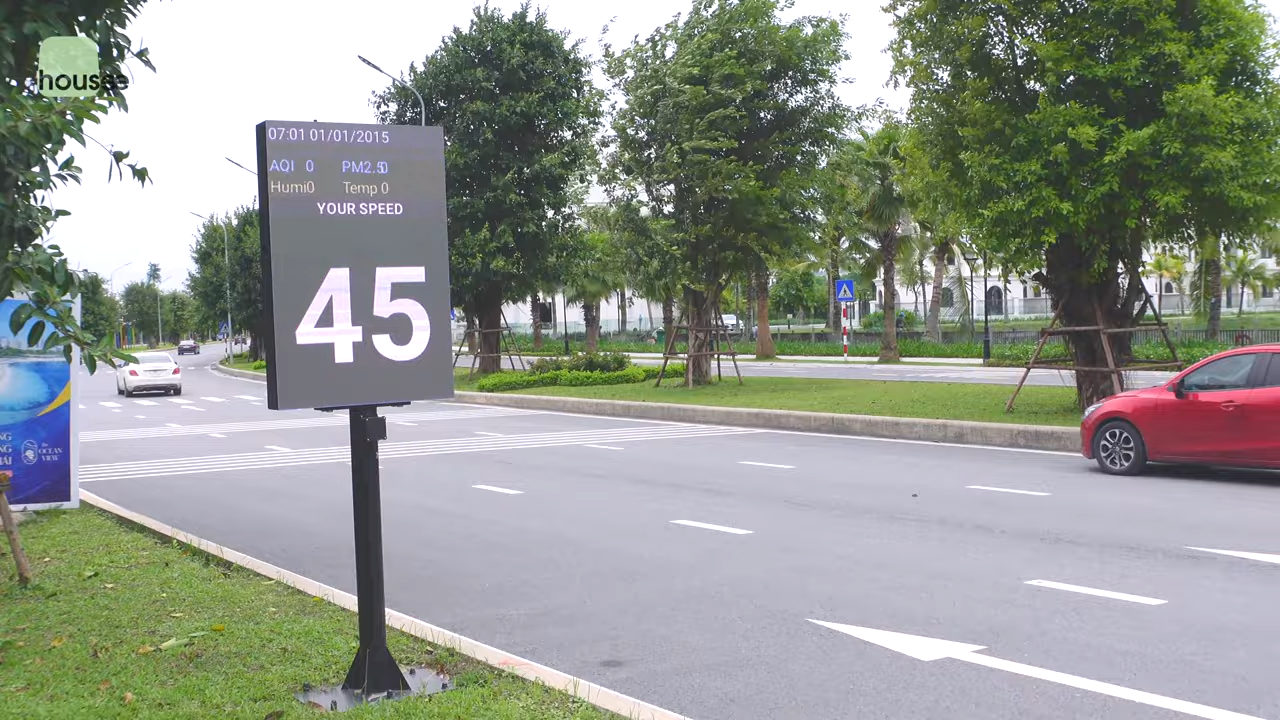 housee
07:01 01/01/2015
AQI 0 PM2.5 0
Humi0 Temp 0
YOUR SPEED
45
the
OCEAN
VIEW